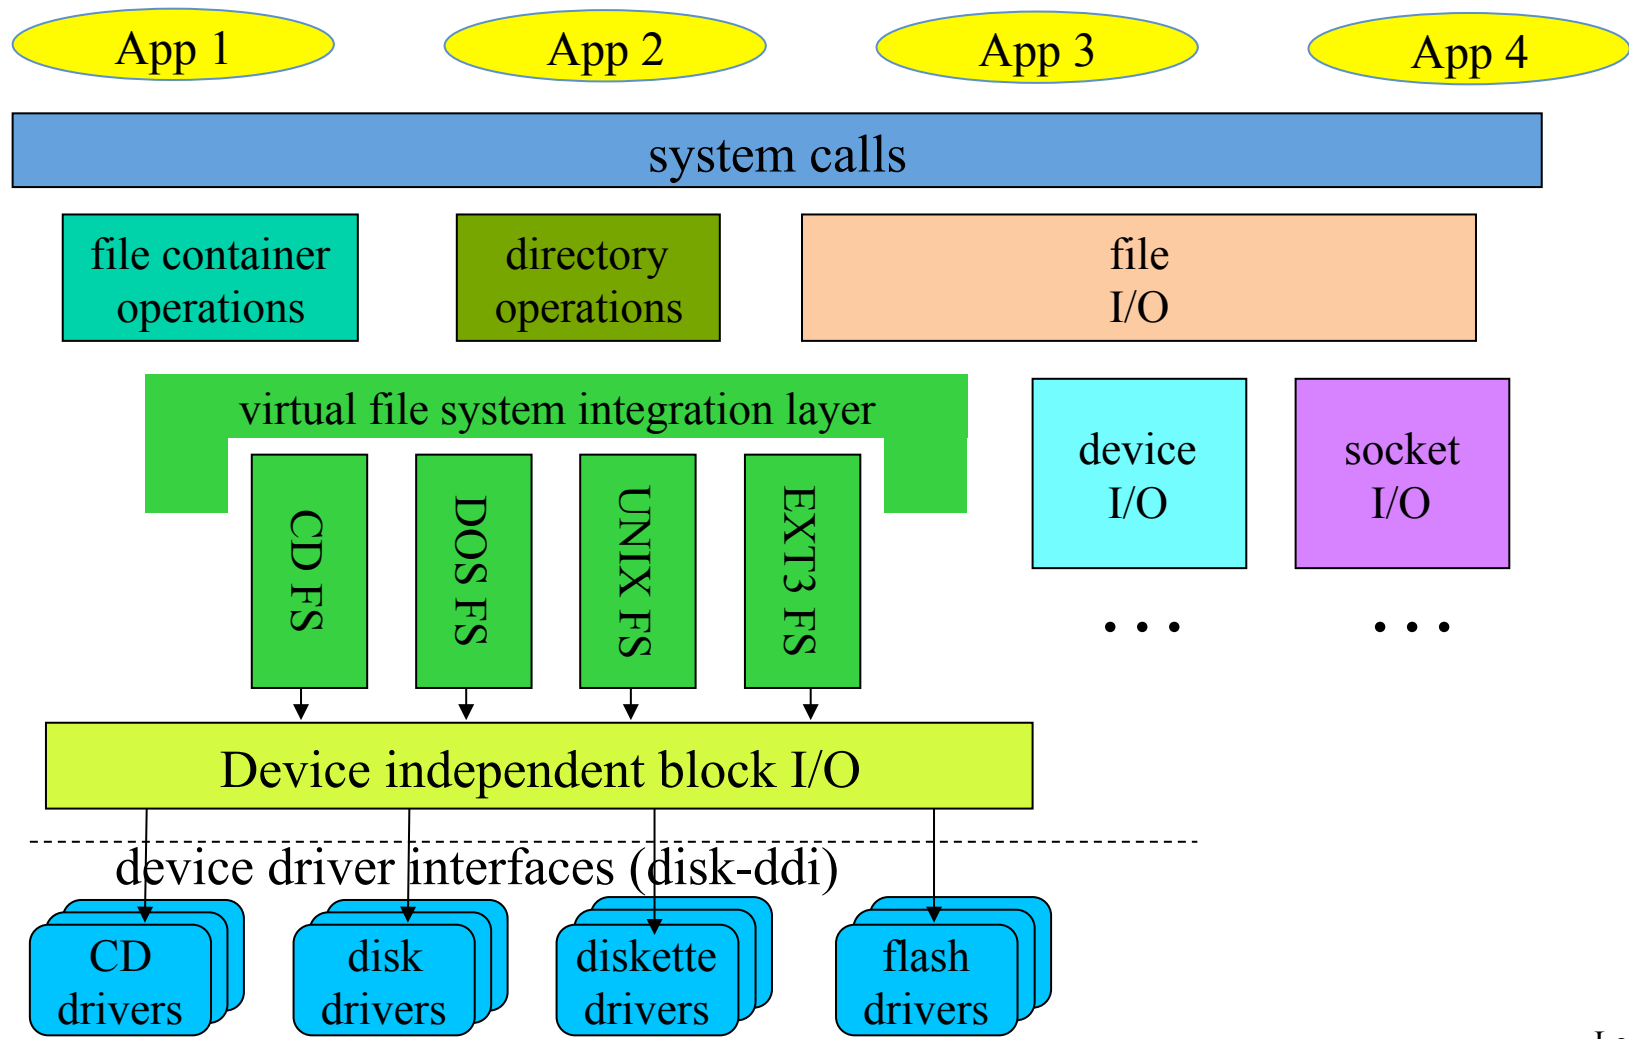 App 1
App 2
App 3
App 4
system calls
file container
operations
directory
operations
file
I/O
virtual file system integration layer
device
I/O
socket
I/O
CD FS
DOS FS
UNIX FS
EXT3 FS
. . .
. . .
Device independent block I/O
device driver interfaces (disk-ddi)
CD
drivers
disk
drivers
diskette
drivers
flash
drivers